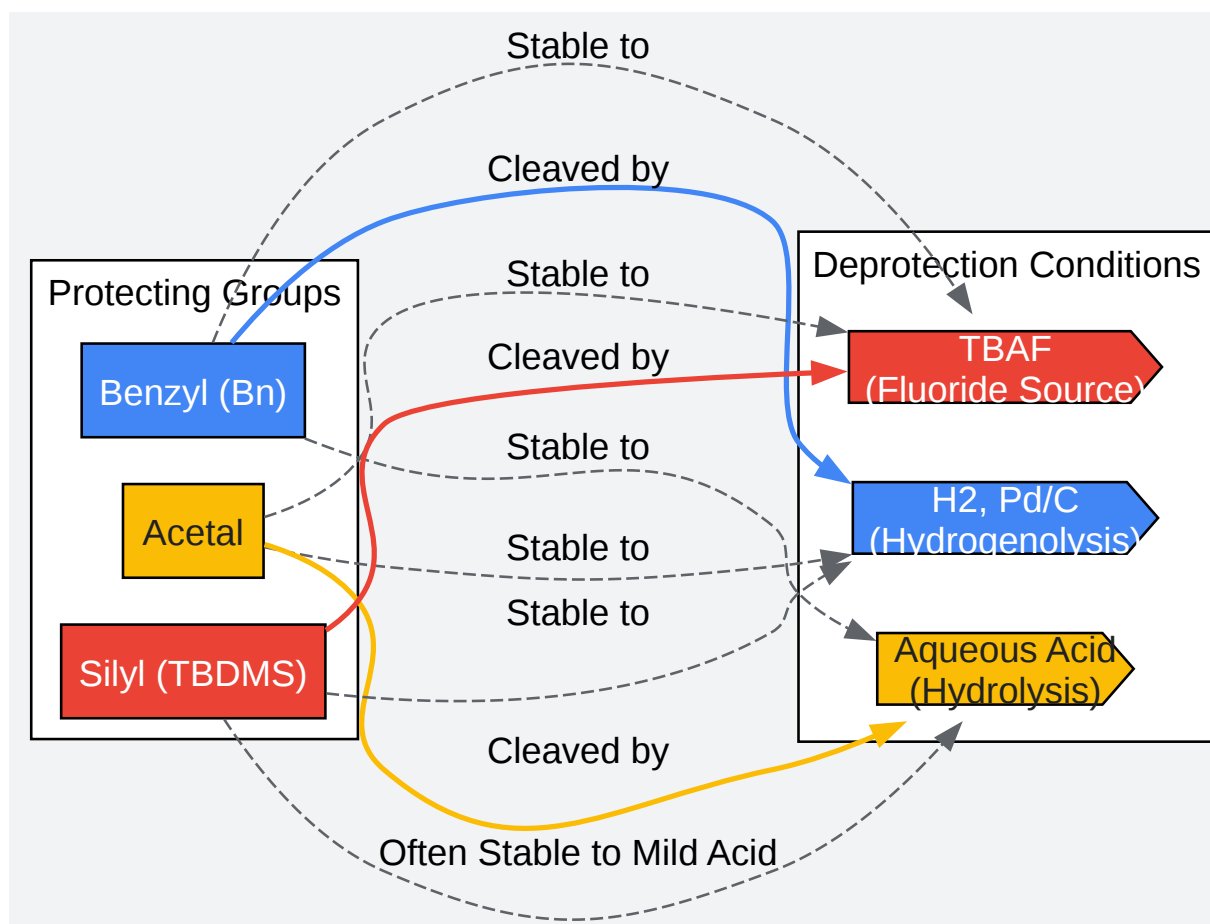 Stable to
Cleaved by
Deprotection Conditions
Protecting Groups
Stable to
Cleaved by
TBAF
(Fluoride Source)
Benzyl (Bn)
Stable to
H2, Pd/C
(Hydrogenolysis)
Acetal
Stable to
Stable to
Aqueous Acid
(Hydrolysis)
Silyl (TBDMS)
Cleaved by
Often Stable to Mild Acid